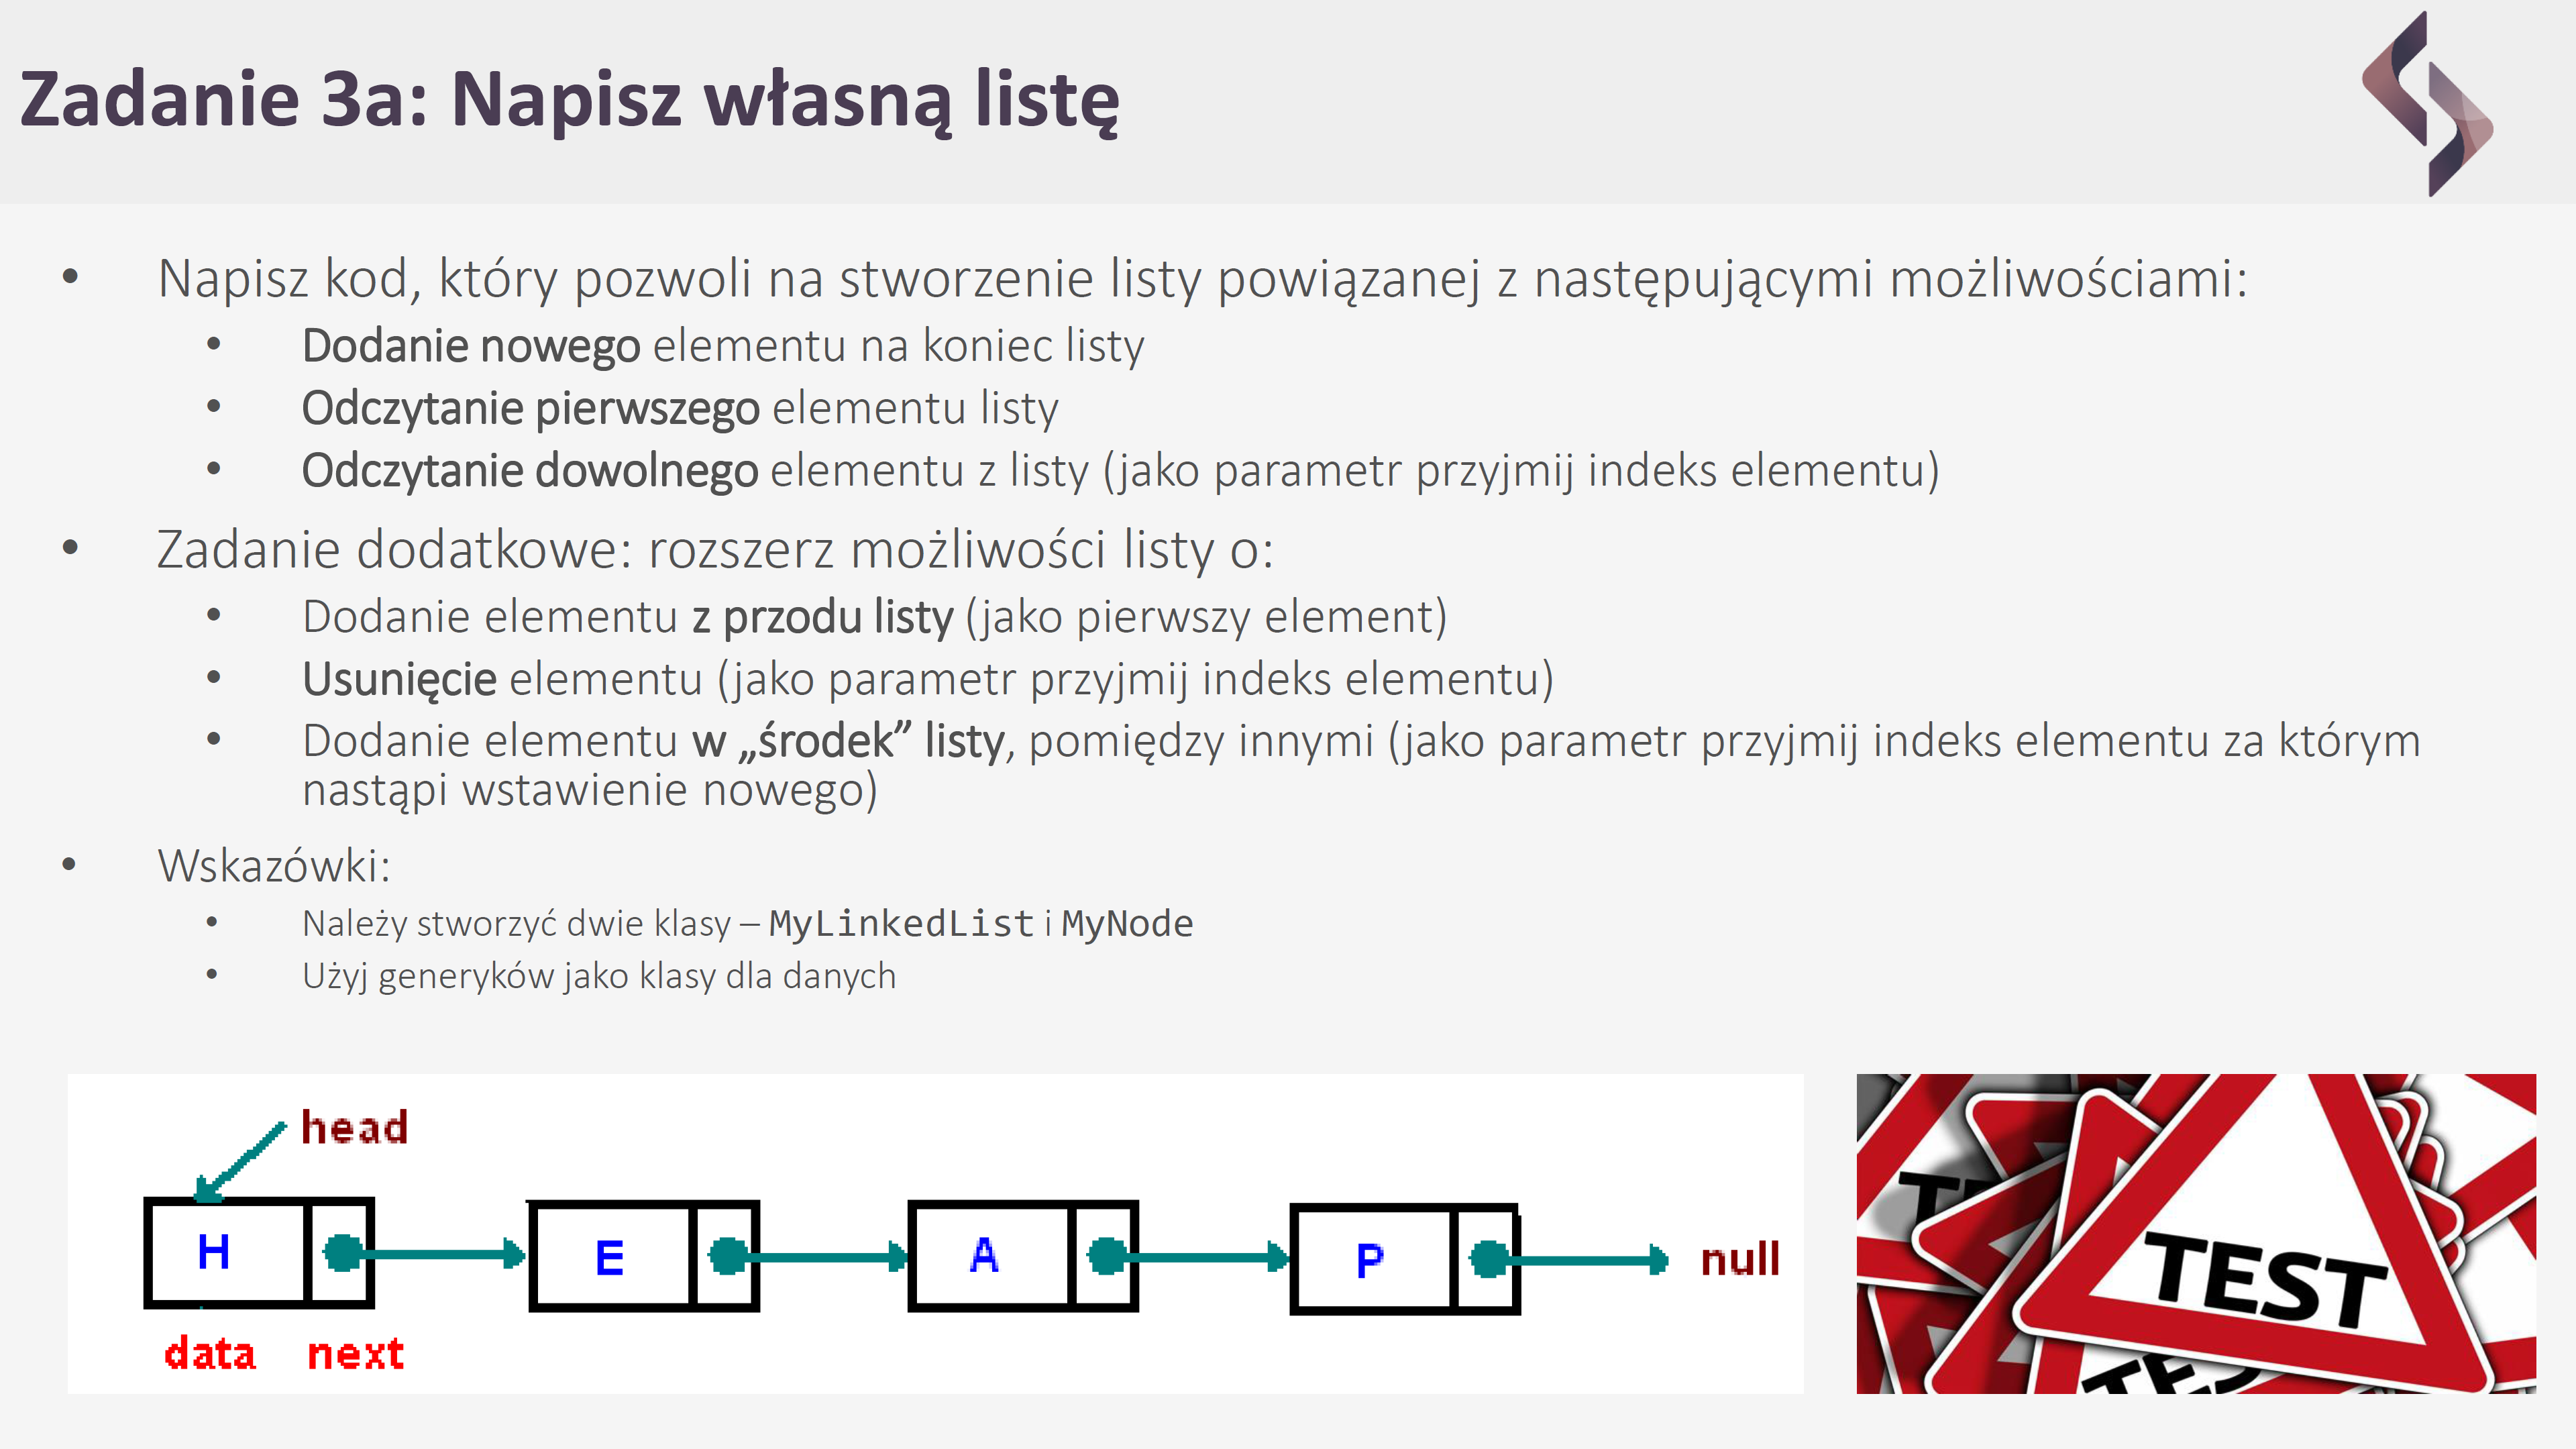 Zadanie 3a: Napisz własną listę
• Napisz kod, który pozwoli na stworzenie listy powiązanej z następującymi możliwościami:
• Dodanie nowego elementu na koniec listy
• Odczytanie pierwszego elementu listy
• Odczytanie dowolnego elementu z listy (jako parametr przyjmij indeks elementu)
• Zadanie dodatkowe: rozszerz możliwości listy o:
• Dodanie elementu z przodu listy (jako pierwszy element)
• Usunięcie elementu (jako parametr przyjmij indeks elementu)
• Dodanie elementu w „środek” listy, pomiędzy innymi (jako parametr przyjmij indeks elementu za którym
nastąpi wstawienie nowego)
• Wskazówki:
• Należy stworzyć dwie klasy – MyLinkedList i MyNode
• Użyj generyków jako klasy dla danych
head
H E A P null
data next
TEST